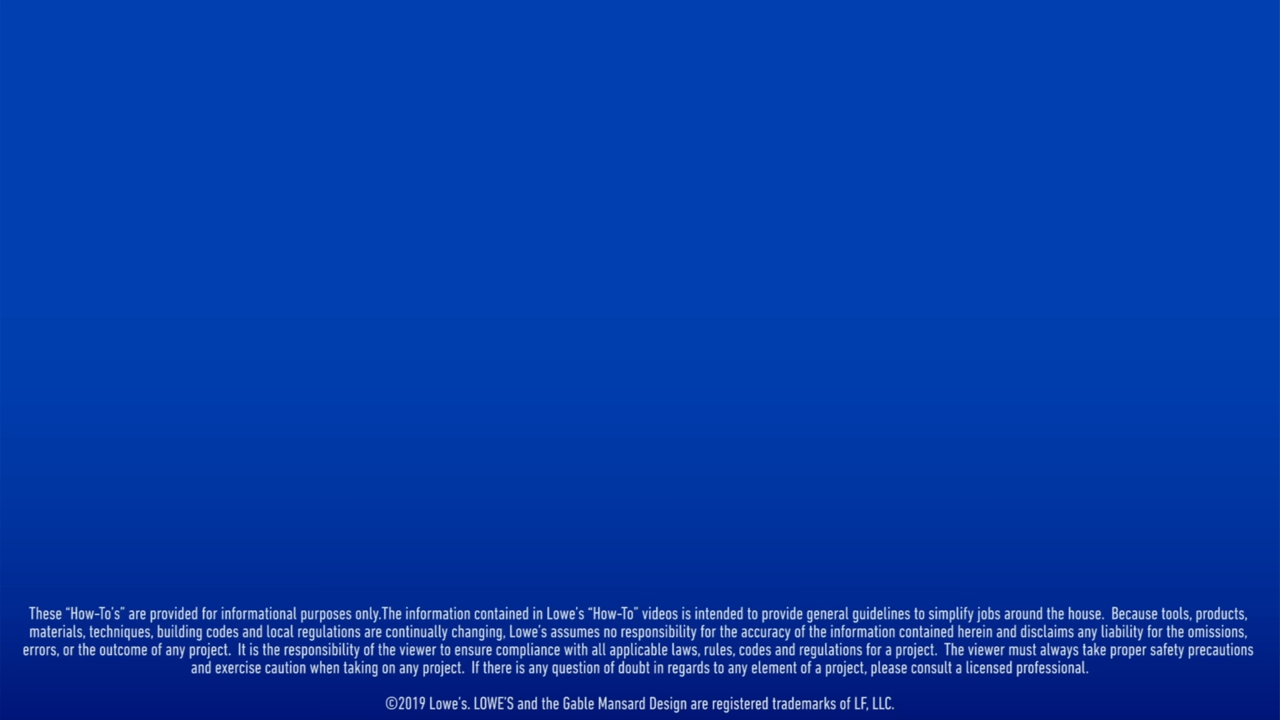 These “How-To’s” are provided for informational purposes only.The information contained in Lowe’s “How-To” videos is intended to provide general guidelines to simplify jobs around the house.  Because tools, products,
materials, techniques, building codes and local regulations are continually changing, Lowe’s assumes no responsibility for the accuracy of the information contained herein and disclaims any liability for the omissions,
errors, or the outcome of any project.  It is the responsibility of the viewer to ensure compliance with all applicable laws, rules, codes and regulations for a project.  The viewer must always take proper safety precautions
and exercise caution when taking on any project.  If there is any question of doubt in regards to any element of a project, please consult a licensed professional.
©2019 Lowe’s. LOWE’S and the Gable Mansard Design are registered trademarks of LF, LLC.